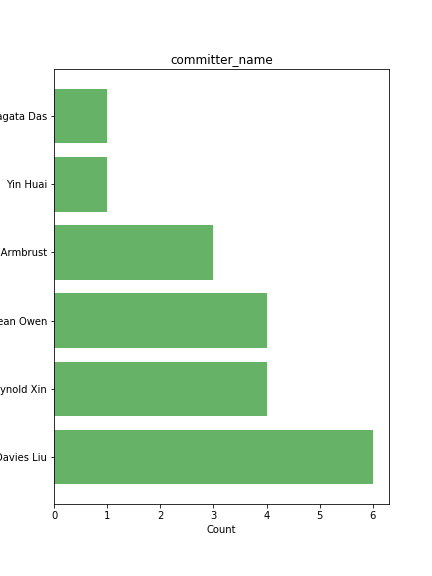 committer_name
agata Das
Yin Huai
Armbrust
ean Owen
ynold Xin
Davies Liu
0 1 2 3 4 5 6
Count